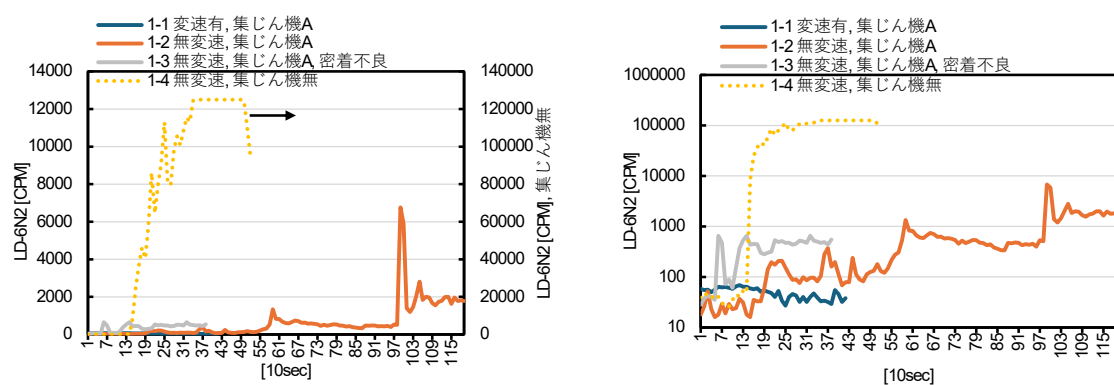 1-1 変速有, 集じん機A
1-2 無変速, 集じん機A
1-3 無変速, 集じん機A, 密着不良
1-4 無変速, 集じん機無
14000
12000
10000
8000
6000
4000
2000
0
LD-6N2 [CPM]
140000
120000
100000
80000
60000
40000
20000
0
LD-6N2 [CPM], 集じん機無
1 7 13 19 25 31 37 43 49 55 61 67 73 79 85 91 97 103 109 115
[10sec]
1-1 変速有, 集じん機A
1-2 無変速, 集じん機A
1-3 無変速, 集じん機A, 密着不良
1-4 無変速, 集じん機無
1000000
100000
10000
1000
100
10
LD-6N2 [CPM]
1 7 13 19 25 31 37 43 49 55 61 67 73 79 85 91 97 103 109 115
[10sec]